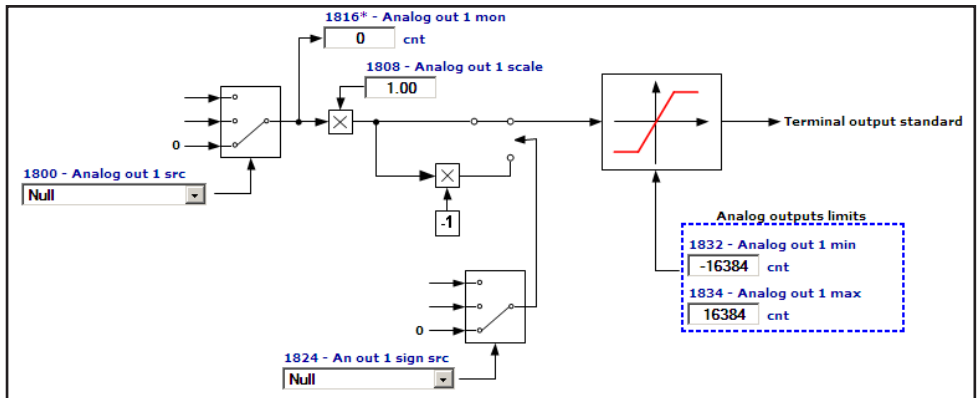 1816* - Analog out 1 mon
0 cnt
1808 - Analog out 1 scale
1.00
Terminal output standard
0
1800 - Analog out 1 src
Null
-1
Analog outputs limits
1832 - Analog out 1 min
-16384 cnt
1834 - Analog out 1 max
16384 cnt
0
1824 - An out 1 sign src
Null